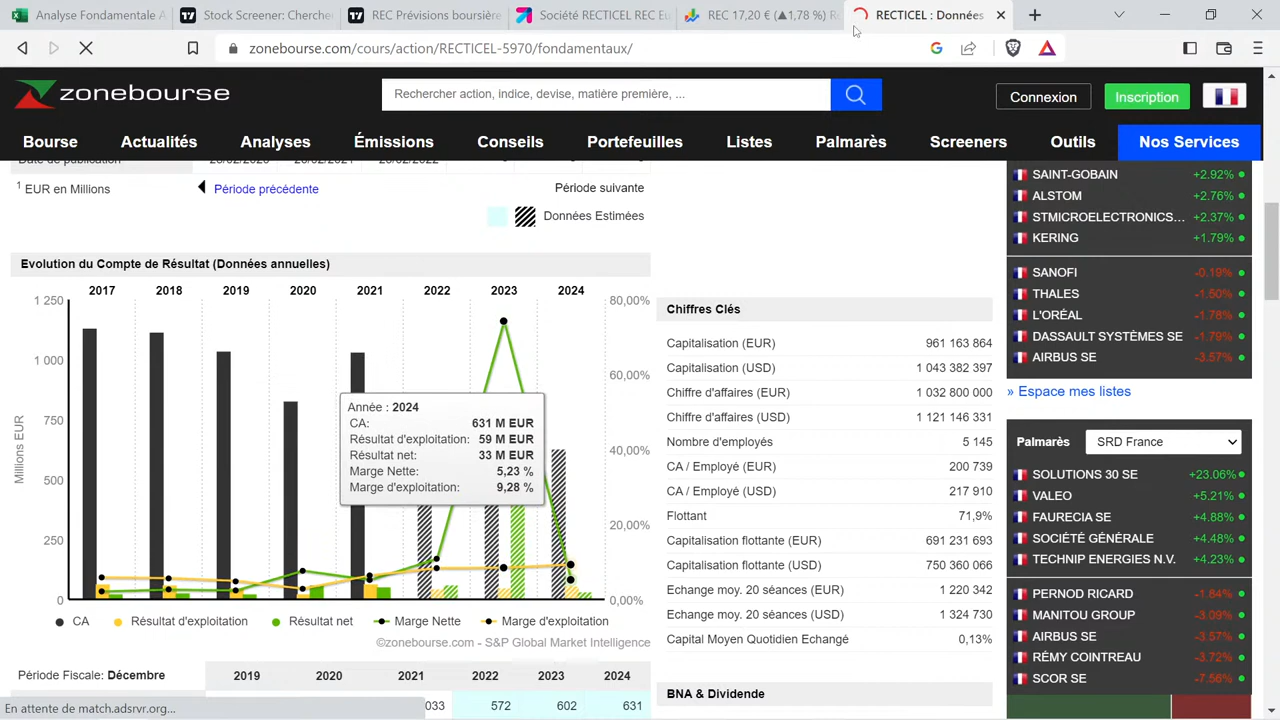 Analyse Fondamentale A
Stock Screener: Cherche
REC Prévisions boursière
Société RECTICEL REC Eu
REC 17,20 € (▲1,78 %) R
RECTICEL : Données
zonebourse.com/cours/action/RECTICEL-5970/fondamentaux/
zonebourse
Rechercher action, indice, devise, matière première, ...
Connexion
Inscription
Bourse Actualités Analyses Émissions Conseils Portefeuilles Listes Palmarès Screeners Outils Nos Services
Date de publication
1 EUR en Millions
Période précédente
Période suivante
Données Estimées
Evolution du Compte de Résultat (Données annuelles)
2017 2018 2019 2020 2021 2022 2023 2024
1 250
1 000
750
500
250
0
Millions EUR
80,00%
60,00%
40,00%
20,00%
0,00%
Année : 2024
CA: 631 M EUR
Résultat d'exploitation: 59 M EUR
Résultat net: 33 M EUR
Marge Nette: 5,23 %
Marge d'exploitation: 9,28 %
CA Résultat d'exploitation Résultat net Marge Nette Marge d'exploitation
©zonebourse.com - S&P Global Market Intelligence
Période Fiscale: Décembre 2019 2020 2021 2022 2023 2024
033 572 602 631
En attente de match.adsrvr.org...
Chiffres Clés
Capitalisation (EUR) 961 163 864
Capitalisation (USD) 1 043 382 397
Chiffre d'affaires (EUR) 1 032 800 000
Chiffre d'affaires (USD) 1 121 146 331
Nombre d'employés 5 145
CA / Employé (EUR) 200 739
CA / Employé (USD) 217 910
Flottant 71,9%
Capitalisation flottante (EUR) 691 231 693
Capitalisation flottante (USD) 750 360 066
Echange moy. 20 séances (EUR) 1 220 342
Echange moy. 20 séances (USD) 1 324 730
Capital Moyen Quotidien Echangé 0,13%
BNA & Dividende
SAINT-GOBAIN +2.92%
ALSTOM +2.76%
STMICROELECTRONICS... +2.37%
KERING +1.79%
SANOFI -0.19%
THALES -1.50%
L'ORÉAL -1.78%
DASSAULT SYSTÈMES SE -1.79%
AIRBUS SE -3.57%
» Espace mes listes
Palmarès SRD France
SOLUTIONS 30 SE +23.06%
VALEO +5.21%
FAURECIA SE +4.88%
SOCIÉTÉ GÉNÉRALE +4.48%
TECHNIP ENERGIES N.V. +4.23%
PERNOD RICARD -1.84%
MANITOU GROUP -3.09%
AIRBUS SE -3.57%
RÉMY COINTREAU -3.72%
SCOR SE -7.56%